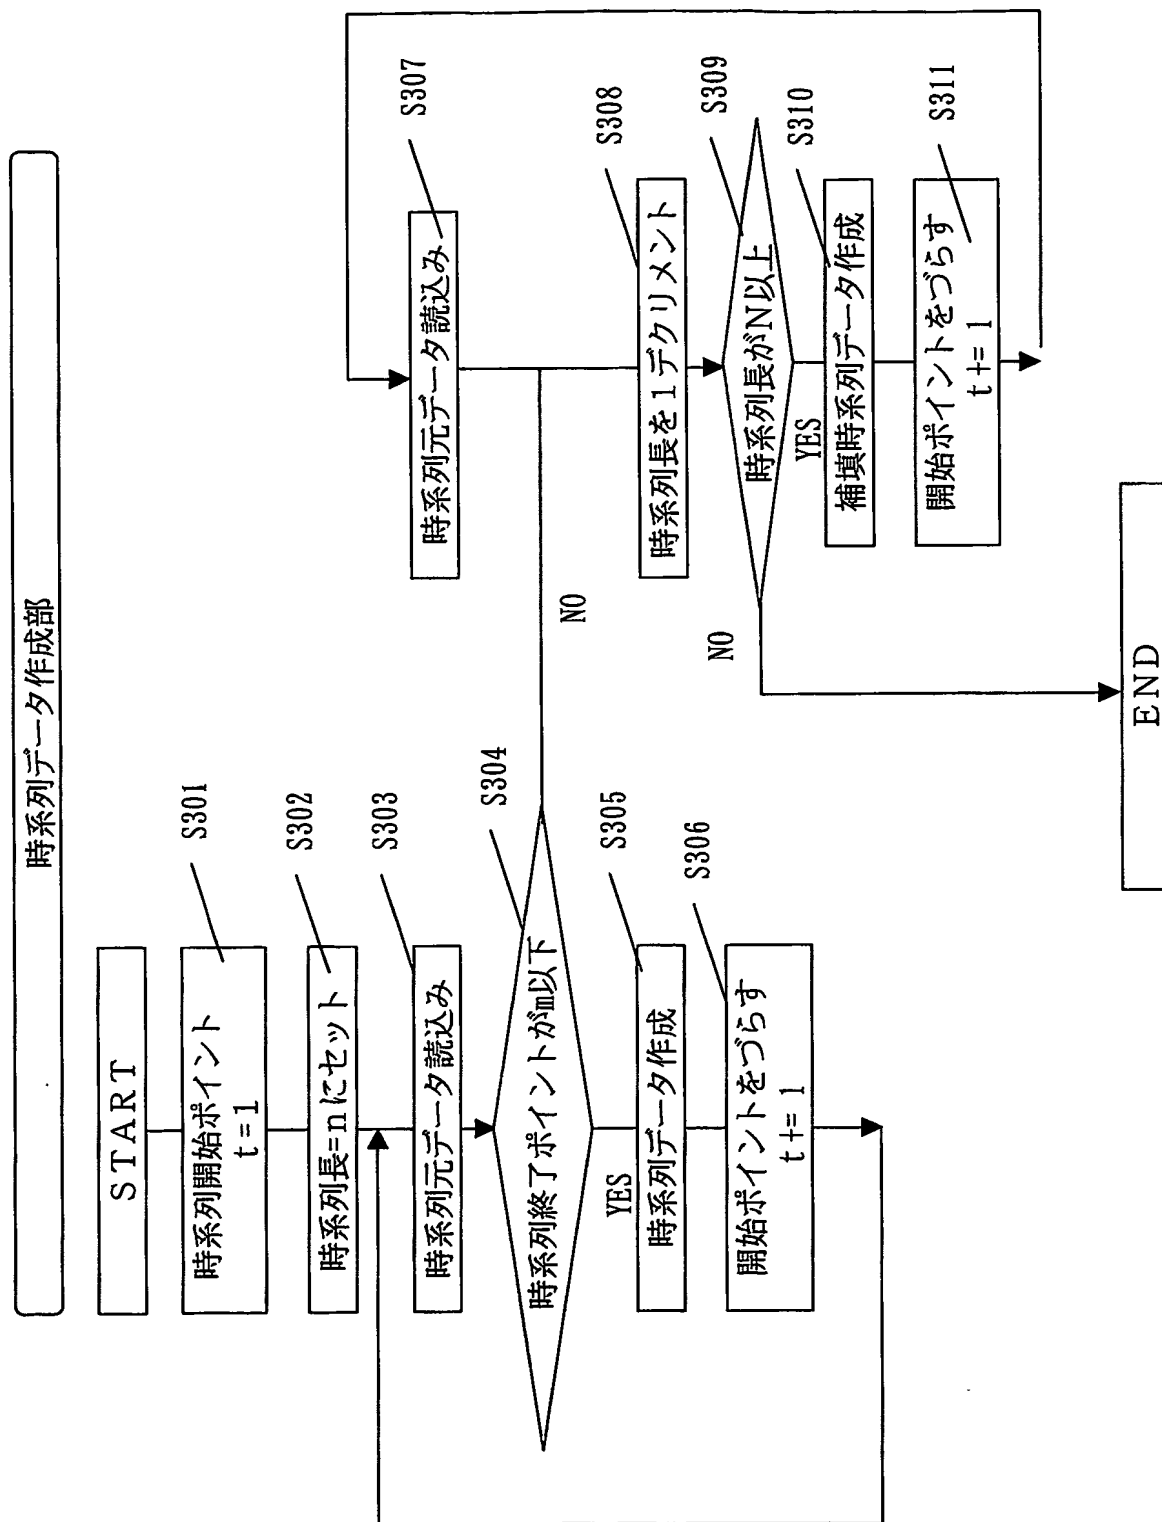 時系列データ作成部
START
時系列開始ポイント
t=1
S301
時系列長=nにセット
S302
時系列元データ読込み
S303
時系列終了ポイントがm以下
S304
YES
NO
時系列データ作成
S305
開始ポイントをづらす
t+=1
S306
時系列元データ読込み
S307
時系列長を1デクリメント
S308
時系列長がN以上
S309
YES
NO
補填時系列データ作成
S310
開始ポイントをづらす
t+=1
S311
END